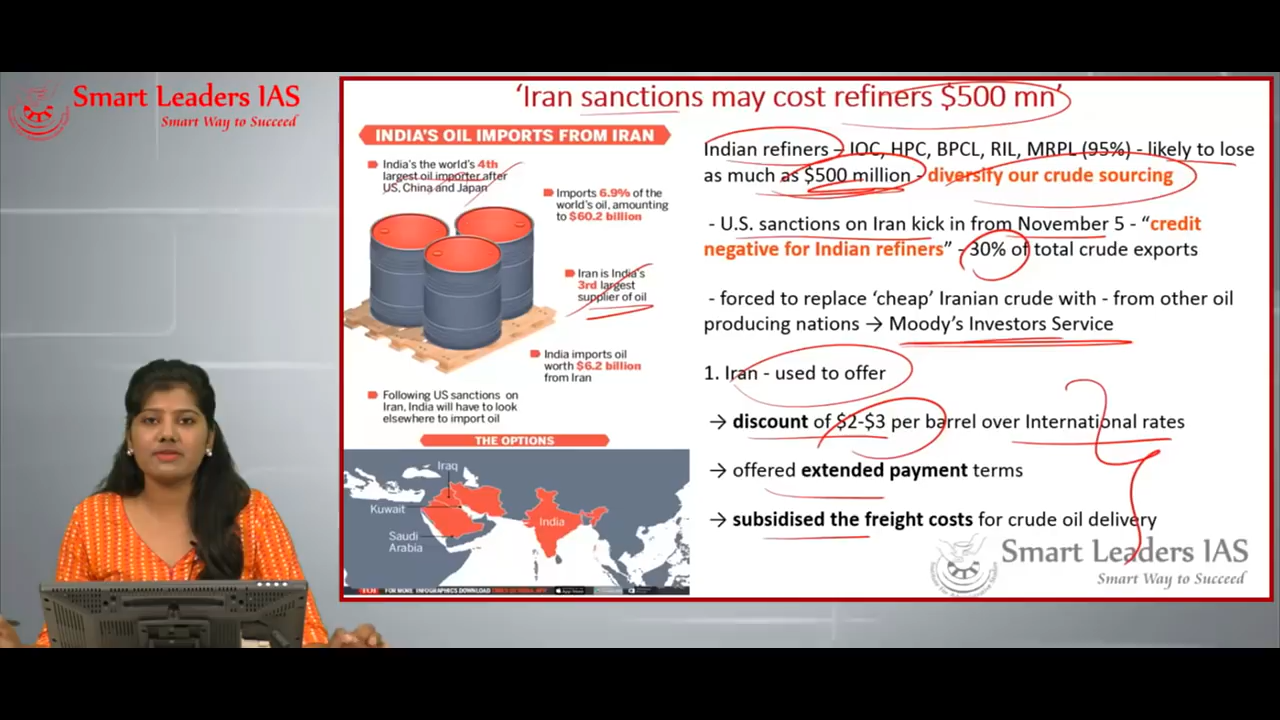 Smart Leaders IAS
Smart Way to Succeed
‘Iran sanctions may cost refiners $500 mn’
INDIA'S OIL IMPORTS FROM IRAN
India's the world's 4th
largest oil importer after
US, China and Japan
Imports 6.9% of the
world's oil, amounting
to $60.2 billion
Iran is India's
3rd largest
supplier of oil
India imports oil
worth $6.2 billion
from Iran
Following US sanctions on
Iran, India will have to look
elsewhere to import oil
THE OPTIONS
Iraq
Kuwait
Saudi
Arabia
India
FOR MORE INFOGRAPHICS DOWNLOAD
Indian refiners – IOC, HPC, BPCL, RIL, MRPL (95%) - likely to lose
as much as $500 million - diversify our crude sourcing
- U.S. sanctions on Iran kick in from November 5 - “credit
negative for Indian refiners” - 30% of total crude exports
- forced to replace ‘cheap’ Iranian crude with - from other oil
producing nations → Moody’s Investors Service
1. Iran - used to offer
→ discount of $2-$3 per barrel over International rates
→ offered extended payment terms
→ subsidised the freight costs for crude oil delivery
Smart Leaders IAS
Smart Way to Succeed